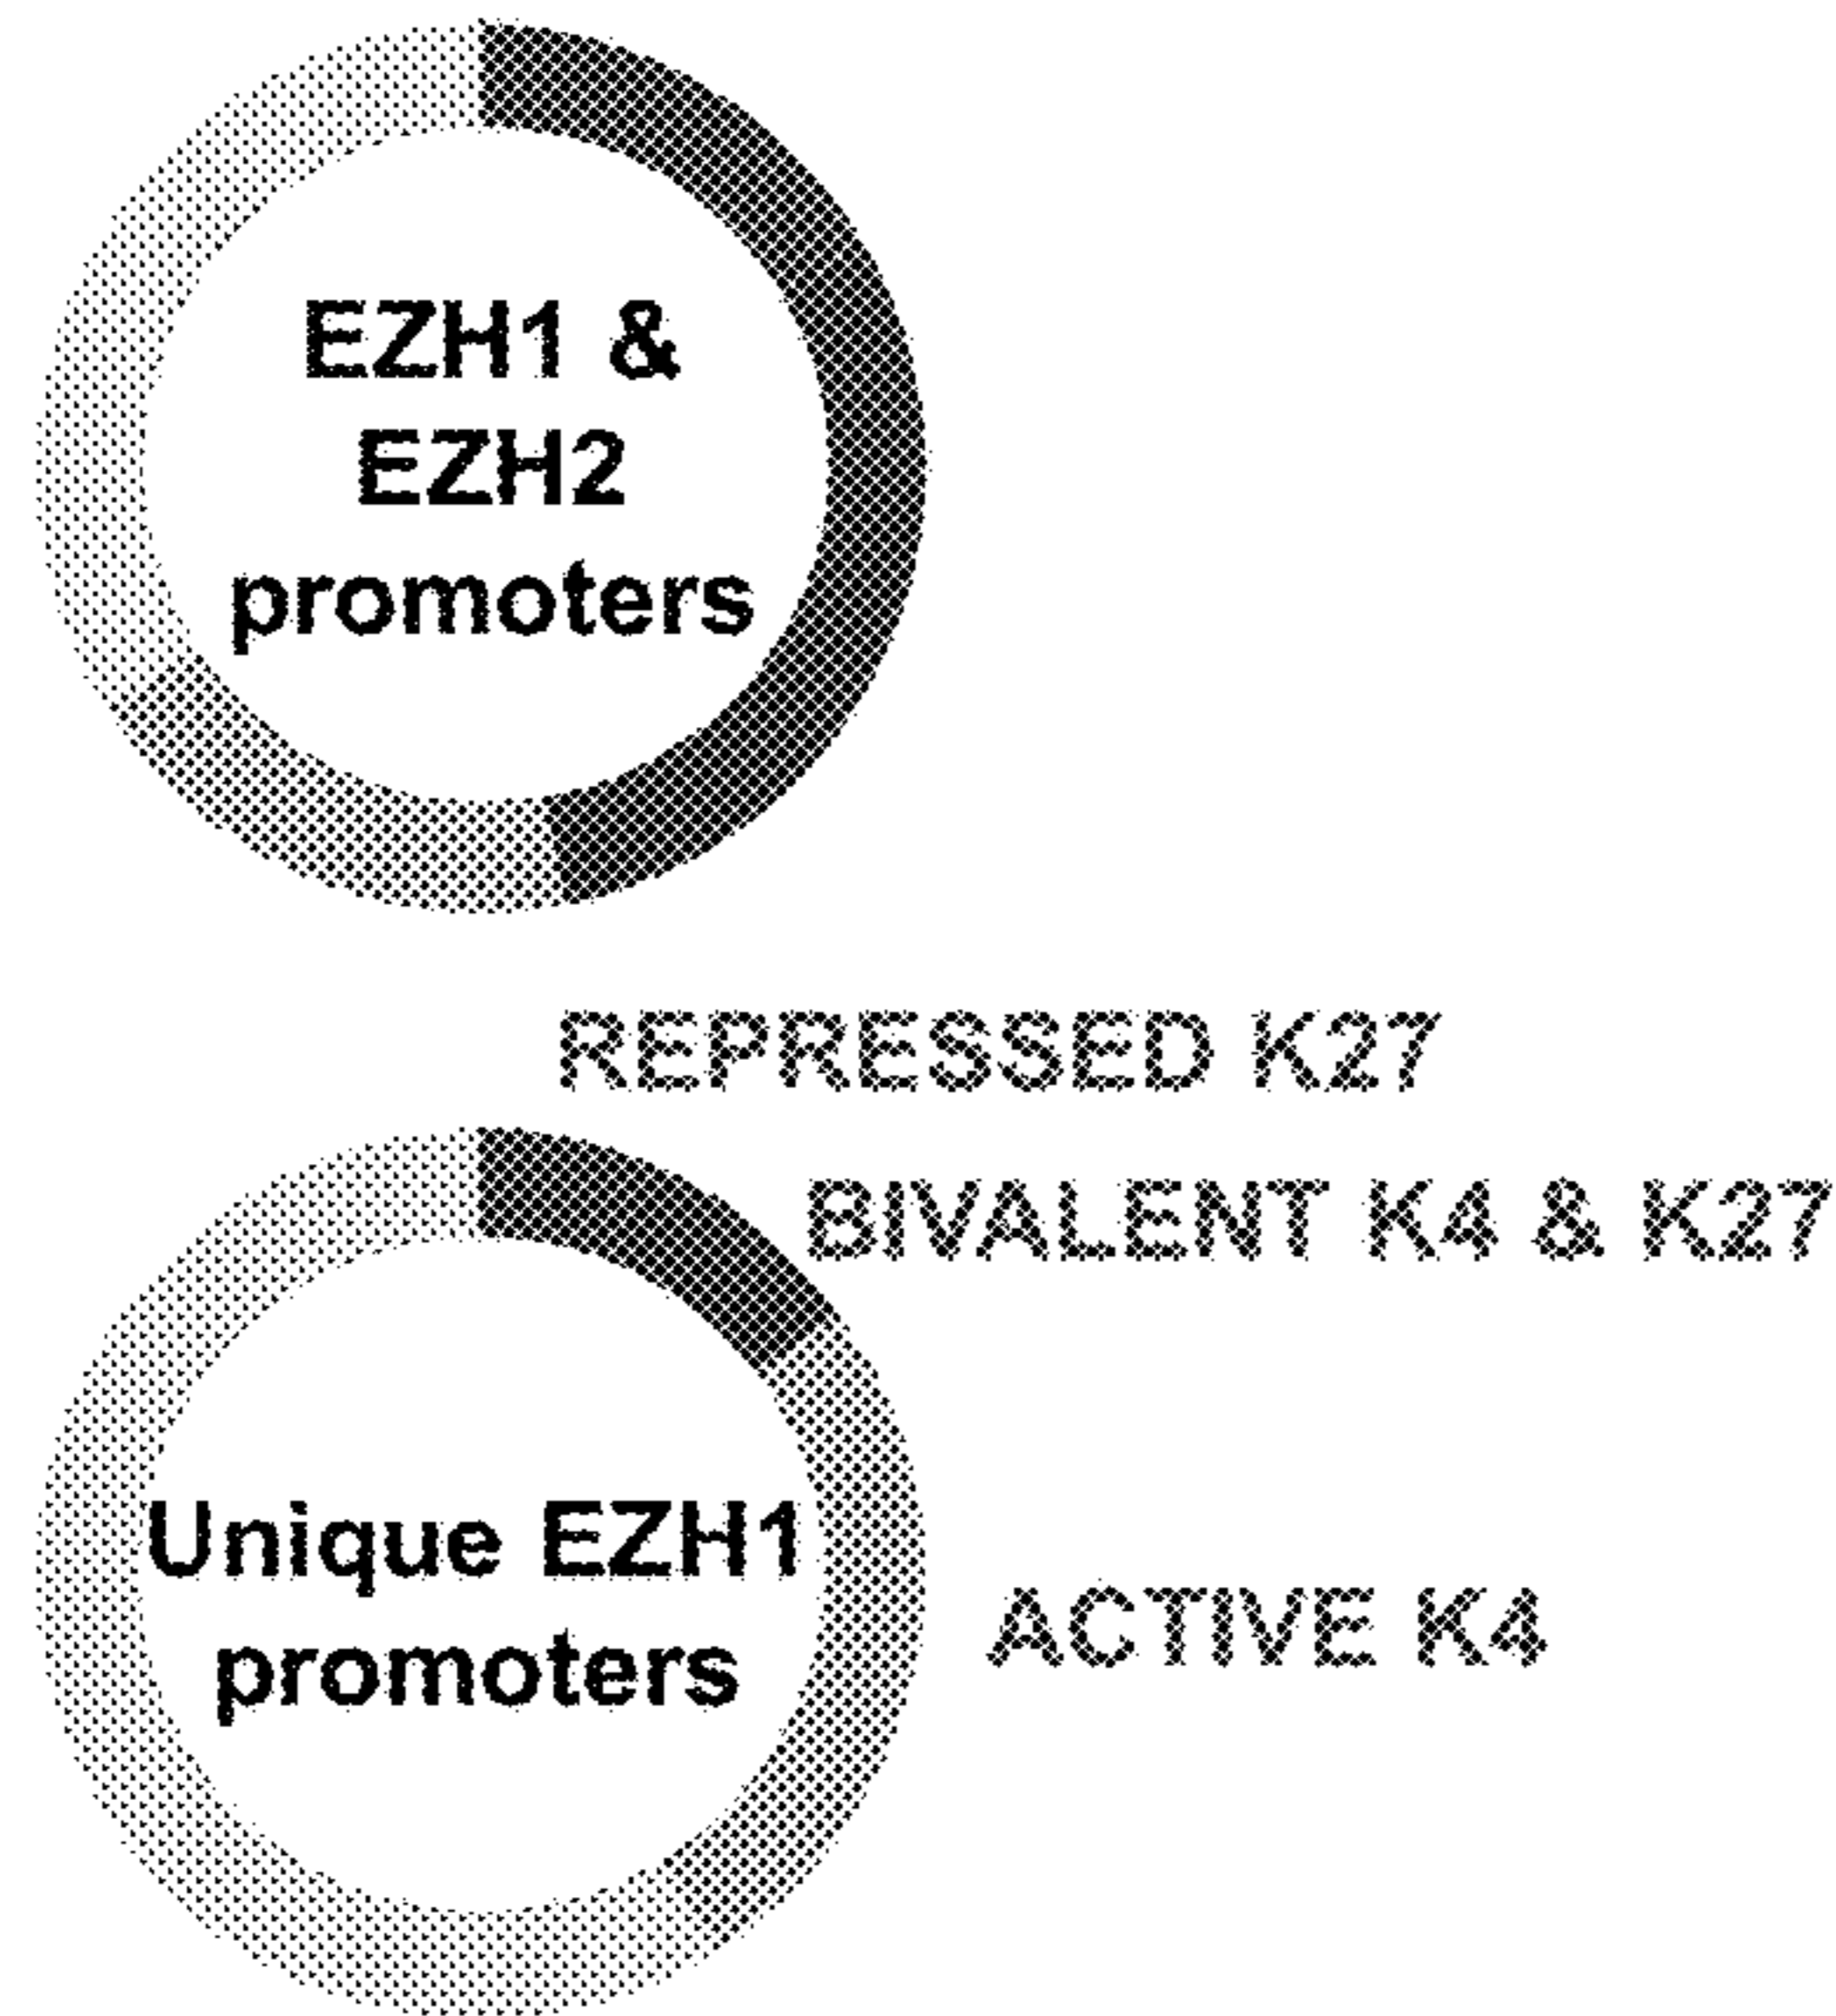 EZH1 &
EZH2
promoters
REPRESSED K27
BIVALENT K4 & K27
Unique EZH1
promoters
ACTIVE K4